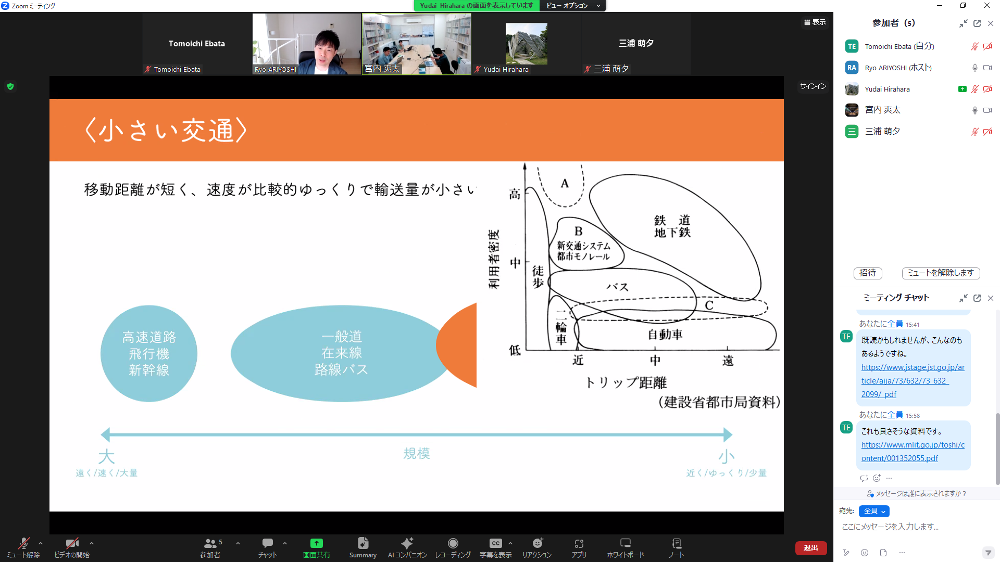 Zoom ミーティング
Yudai Hirahara の画面を表示しています
ビュー オプション
Tomoichi Ebata
Tomoichi Ebata
Ryo ARIYOSHI
宮内 爽太
Yudai Hirahara
三浦 萌夕
三浦 萌夕
表示
サインイン
〈小さい交通〉
移動距離が短く、速度が比較的ゆっくりで輸送量が小さい
高速道路
飛行機
新幹線
一般道
在来線
路線バス
大
遠く/速く/大量
規模
小
近く/ゆっくり/少量
利用者密度
高
中
低
A
B
新交通システム
都市モノレール
鉄 道
地下鉄
徒歩
バス
C
二輪車
自動車
近
中
遠
トリップ距離
(建設省都市局資料)
参加者 (5)
TE Tomoichi Ebata (自分)
RA Ryo ARIYOSHI (ホスト)
Yudai Hirahara
宮内 爽太
三 三浦 萌夕
招待
ミュートを解除します
ミーティング チャット
あなたに全員 15:41
TE
既読かもしれませんが、こんなのも
あるようですね。
https://www.jstage.jst.go.jp/ar
ticle/aija/73/632/73_632_
2099/_pdf
あなたに全員 15:58
TE
これも良さそうな資料です。
https://www.mlit.go.jp/toshi/c
ontent/001352055.pdf
メッセージは誰に表示されますか？
宛先: 全員
ここにメッセージを入力します...
ミュート解除
ビデオの開始
5
参加者
チャット
画面共有
Summary
AI コンパニオン
レコーディング
CC
字幕を表示
リアクション
アプリ
ホワイトボード
ノート
退出